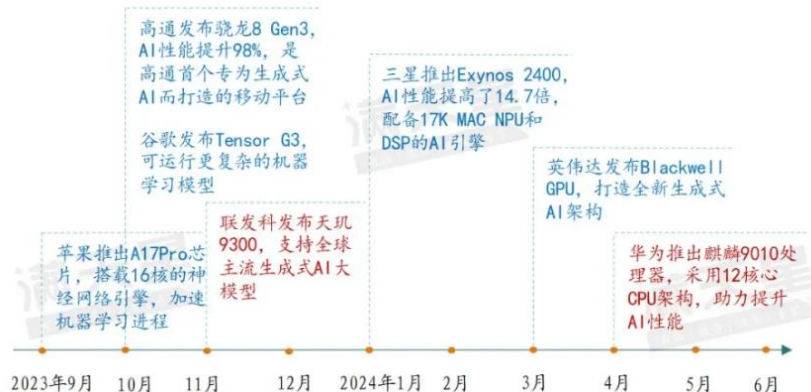 高通发布骁龙8 Gen3,
AI性能提升98%, 是
高通首个专为生成式
AI而打造的移动平台
谷歌发布Tensor G3,
可运行更复杂的机器
学习模型
三星推出Exynos 2400,
AI性能提高了14.7倍,
配备17K MAC NPU和
DSP的AI引擎
英伟达发布Blackwell
GPU, 打造全新生成式
AI架构
苹果推出A17Pro芯
片, 搭载16核的神
经网络引擎, 加速
机器学习进程
联发科发布天玑
9300, 支持全球
主流生成式AI大
模型
华为推出麒麟9010处
理器, 采用12核心
CPU架构, 助力提升
AI性能
2023年9月 10月 11月 12月 2024年1月 2月 3月 4月 5月 6月